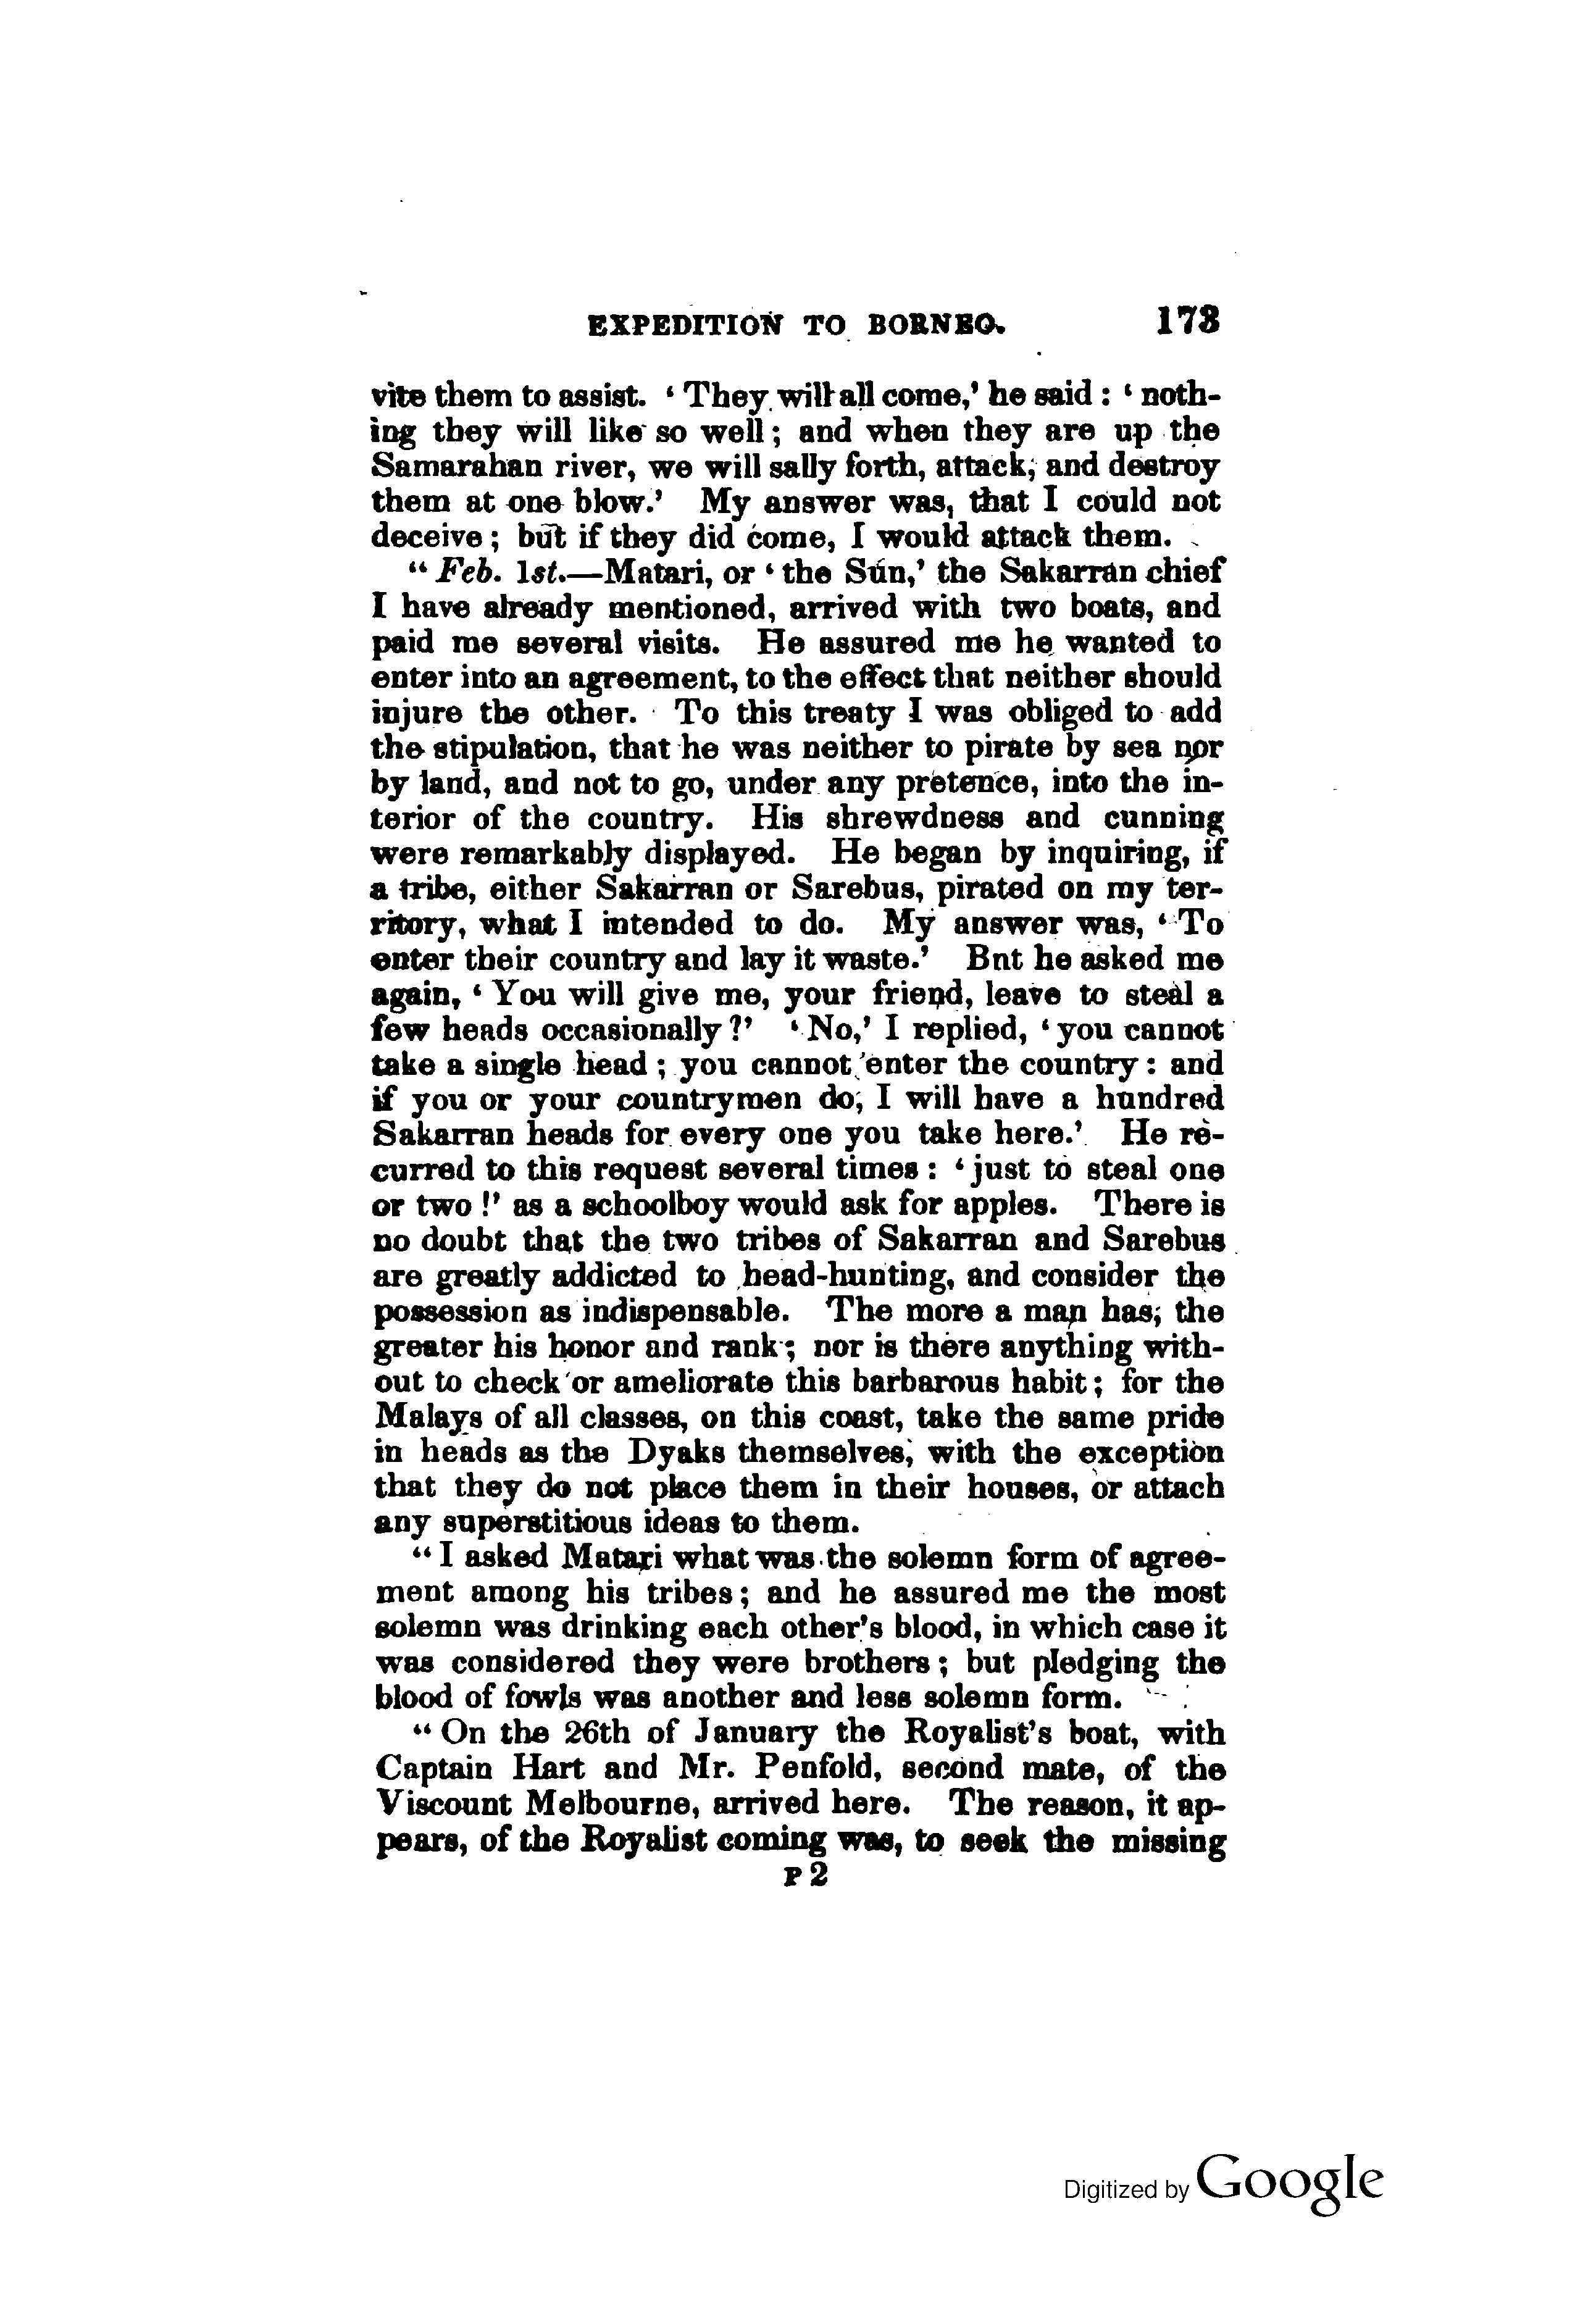 EXPEDITION TO BORNEO. 173
vite them to assist. ‘ They will all come,’ he said : ‘ noth-
ing they will like so well ; and when they are up the
Samarahan river, we will sally forth, attack, and destroy
them at one blow.’ My answer was, that I could not
deceive ; but if they did come, I would attack them.
“ Feb. 1st.—Matari, or ‘ the Sun,’ the Sakarran chief
I have already mentioned, arrived with two boats, and
paid me several visits. He assured me he wanted to
enter into an agreement, to the effect that neither should
injure the other. To this treaty I was obliged to add
the stipulation, that he was neither to pirate by sea nor
by land, and not to go, under any pretence, into the in-
terior of the country. His shrewdness and cunning
were remarkably displayed. He began by inquiring, if
a tribe, either Sakarran or Sarebus, pirated on my ter-
ritory, what I intended to do. My answer was, ‘ To
enter their country and lay it waste.’ Bnt he asked me
again, ‘ You will give me, your friend, leave to steal a
few heads occasionally ?’ ‘ No,’ I replied, ‘ you cannot
take a single head ; you cannot enter the country : and
if you or your countrymen do, I will have a hundred
Sakarran heads for every one you take here.’ He re-
curred to this request several times : ‘ just to steal one
or two !’ as a schoolboy would ask for apples. There is
no doubt that the two tribes of Sakarran and Sarebus
are greatly addicted to head-hunting, and consider the
possession as indispensable. The more a man has, the
greater his honor and rank ; nor is there anything with-
out to check or ameliorate this barbarous habit ; for the
Malays of all classes, on this coast, take the same pride
in heads as the Dyaks themselves, with the exception
that they do not place them in their houses, or attach
any superstitious ideas to them.
“ I asked Matari what was the solemn form of agree-
ment among his tribes ; and he assured me the most
solemn was drinking each other’s blood, in which case it
was considered they were brothers ; but pledging the
blood of fowls was another and less solemn form.
“ On the 26th of January the Royalist’s boat, with
Captain Hart and Mr. Penfold, second mate, of the
Viscount Melbourne, arrived here. The reason, it ap-
pears, of the Royalist coming was, to seek the missing
P 2
Digitized by Google